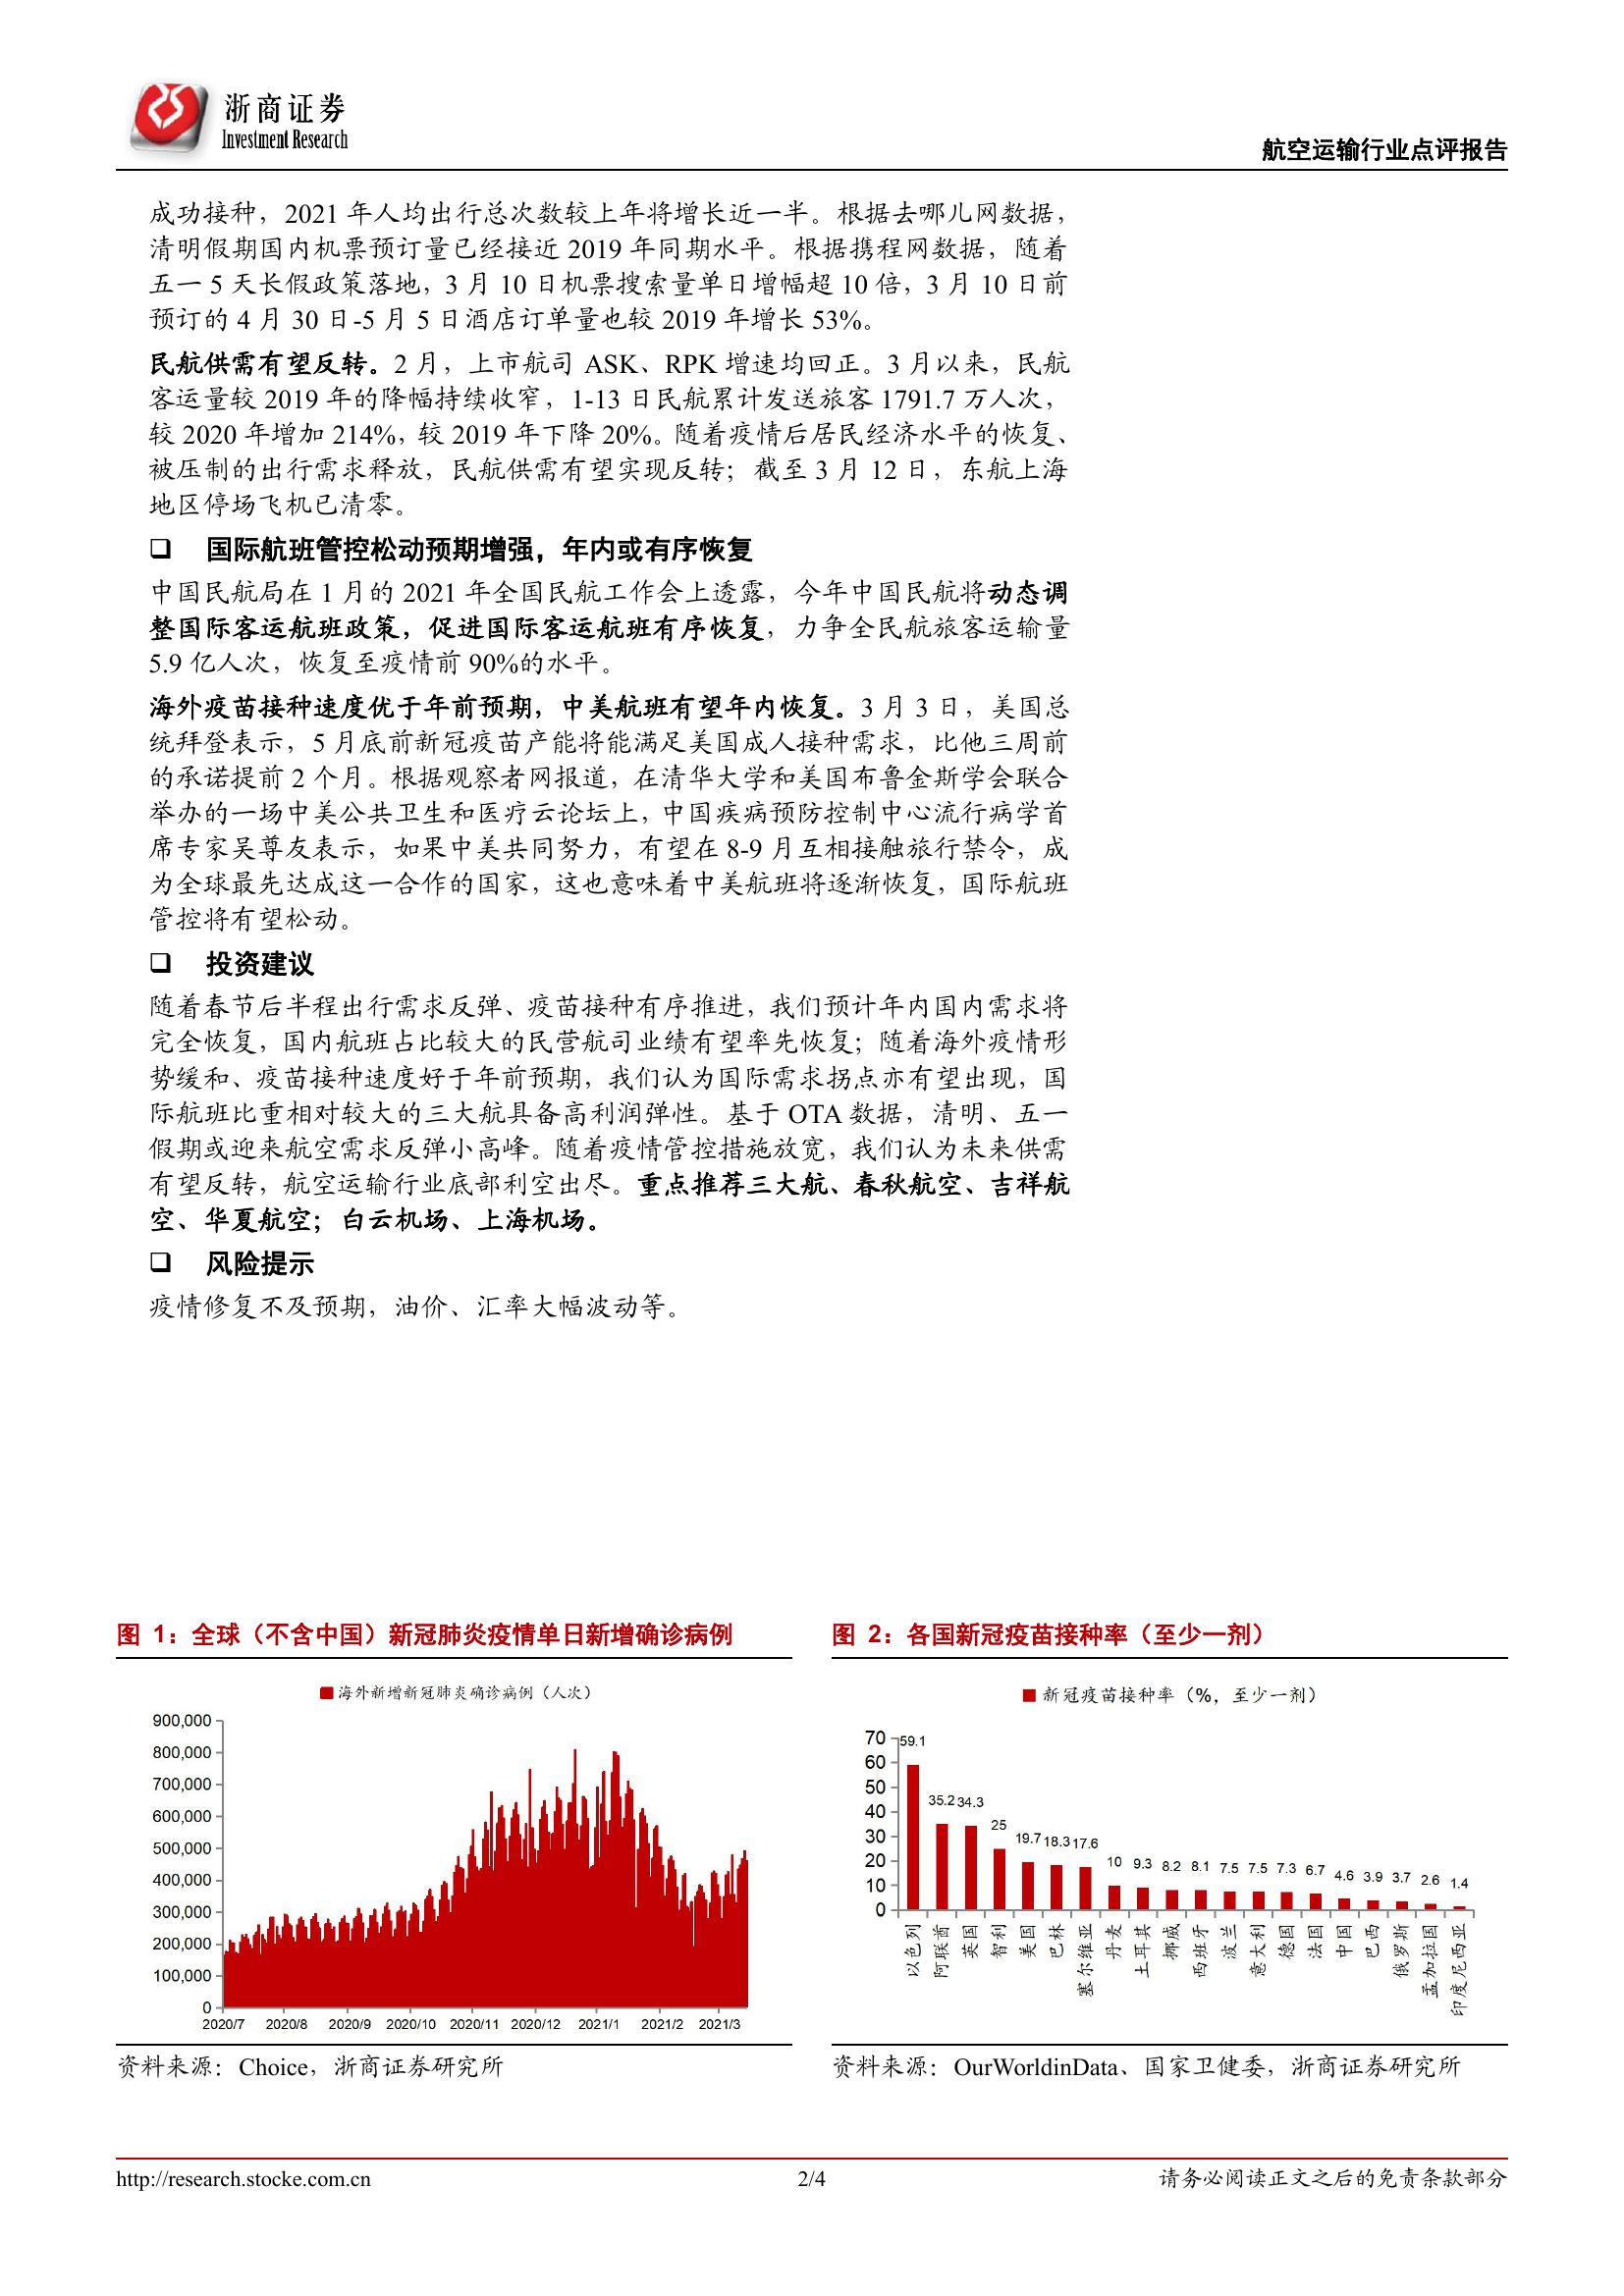 浙商证券
Investment Research
航空运输行业点评报告
成功接种，2021 年人均出行总次数较上年将增长近一半。根据去哪儿网数据，
清明假期国内机票预订量已经接近 2019 年同期水平。根据携程网数据，随着
五一 5 天长假政策落地，3 月 10 日机票搜索量单日增幅超 10 倍，3 月 10 日前
预订的 4 月 30 日-5 月 5 日酒店订单量也较 2019 年增长 53%。
民航供需有望反转。2 月，上市航司 ASK、RPK 增速均回正。3 月以来，民航
客运量较 2019 年的降幅持续收窄，1-13 日民航累计发送旅客 1791.7 万人次，
较 2020 年增加 214%，较 2019 年下降 20%。随着疫情后居民经济水平的恢复、
被压制的出行需求释放，民航供需有望实现反转；截至 3 月 12 日，东航上海
地区停场飞机已清零。
❑ 国际航班管控松动预期增强，年内或有序恢复
中国民航局在 1 月的 2021 年全国民航工作会上透露，今年中国民航将动态调
整国际客运航班政策，促进国际客运航班有序恢复，力争全民航旅客运输量
5.9 亿人次，恢复至疫情前 90%的水平。
海外疫苗接种速度优于年前预期，中美航班有望年内恢复。3 月 3 日，美国总
统拜登表示，5 月底前新冠疫苗产能将能满足美国成人接种需求，比他三周前
的承诺提前 2 个月。根据观察者网报道，在清华大学和美国布鲁金斯学会联合
举办的一场中美公共卫生和医疗云论坛上，中国疾病预防控制中心流行病学首
席专家吴尊友表示，如果中美共同努力，有望在 8-9 月互相接触旅行禁令，成
为全球最先达成这一合作的国家，这也意味着中美航班将逐渐恢复，国际航班
管控将有望松动。
❑ 投资建议
随着春节后半程出行需求反弹、疫苗接种有序推进，我们预计年内国内需求将
完全恢复，国内航班占比较大的民营航司业绩有望率先恢复；随着海外疫情形
势缓和、疫苗接种速度好于年前预期，我们认为国际需求拐点亦有望出现，国
际航班比重相对较大的三大航具备高利润弹性。基于 OTA 数据，清明、五一
假期或迎来航空需求反弹小高峰。随着疫情管控措施放宽，我们认为未来供需
有望反转，航空运输行业底部利空出尽。重点推荐三大航、春秋航空、吉祥航
空、华夏航空；白云机场、上海机场。
❑ 风险提示
疫情修复不及预期，油价、汇率大幅波动等。
图 1：全球（不含中国）新冠肺炎疫情单日新增确诊病例
海外新增新冠肺炎确诊病例（人次）
900,000
800,000
700,000
600,000
500,000
400,000
300,000
200,000
100,000
0
2020/7 2020/8 2020/9 2020/10 2020/11 2020/12 2021/1 2021/2 2021/3
资料来源：Choice，浙商证券研究所
图 2：各国新冠疫苗接种率（至少一剂）
新冠疫苗接种率（%，至少一剂）
70
60
50
40
30
20
10
0
59.1 35.2 34.3 25 19.7 18.3 17.6 10 9.3 8.2 8.1 7.5 7.5 7.3 6.7 4.6 3.9 3.7 2.6 1.4
以色列 阿联酋 英国 智利 美国 巴林 塞尔维亚 丹麦 土耳其 挪威 西班牙 波兰 意大利 德国 法国 中国 巴西 俄罗斯 孟加拉国 印度尼西亚
资料来源：OurWorldinData、国家卫健委，浙商证券研究所
http://research.stocke.com.cn
2/4
请务必阅读正文之后的免责条款部分